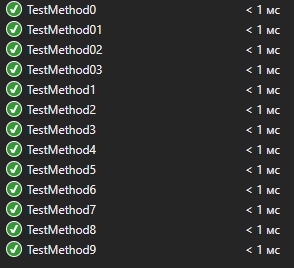 TestMethod0 < 1 мс
TestMethod01 < 1 мс
TestMethod02 < 1 мс
TestMethod03 < 1 мс
TestMethod1 < 1 мс
TestMethod2 < 1 мс
TestMethod3 < 1 мс
TestMethod4 < 1 мс
TestMethod5 < 1 мс
TestMethod6 < 1 мс
TestMethod7 < 1 мс
TestMethod8 < 1 мс
TestMethod9 < 1 мс